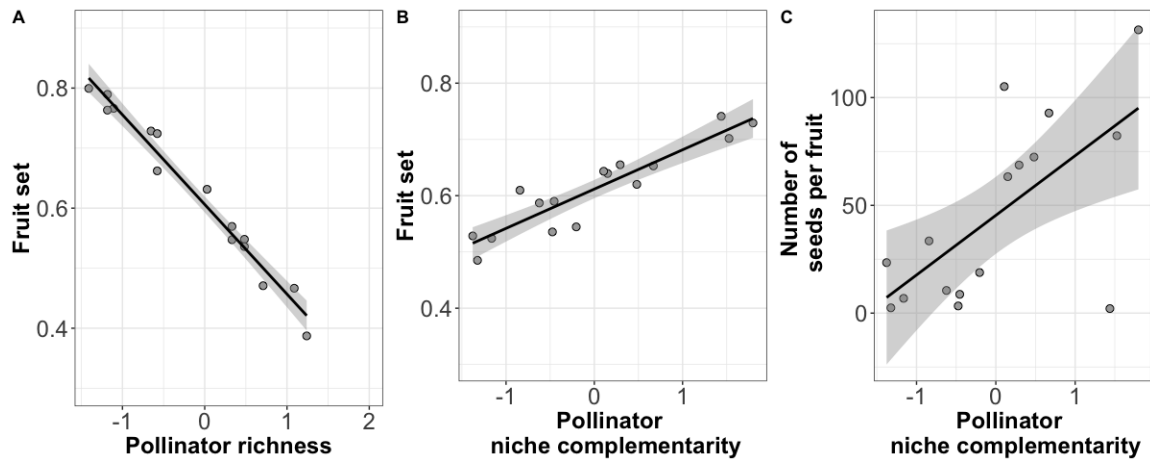 A
Fruit set
0.8
0.6
0.4
-1
0
1
2
Pollinator richness
B
Fruit set
0.8
0.6
0.4
-1
0
1
Pollinator
niche complementarity
C
Number of
seeds per fruit
100
50
0
-1
0
1
Pollinator
niche complementarity